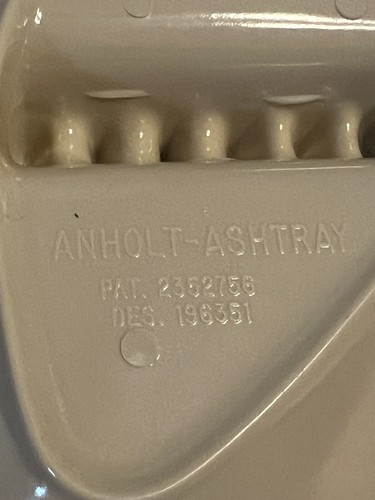 ANHOLT-ASHTRAY
PAT. 2352756
DES. 196351